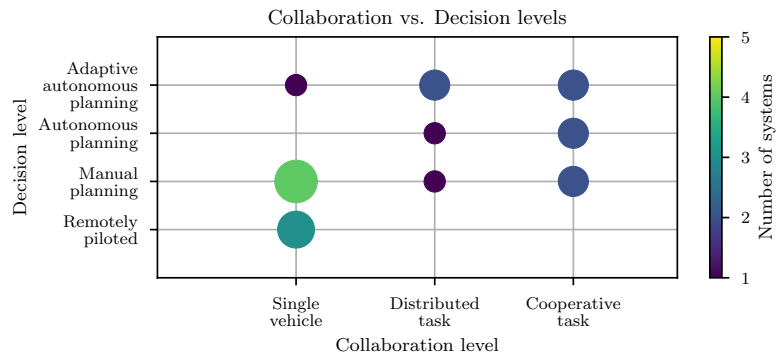 Collaboration vs. Decision levels
Decision level
Adaptive
autonomous
planning
Autonomous
planning
Manual
planning
Remotely
piloted
Single
vehicle
Distributed
task
Cooperative
task
Collaboration level
5
4
3
2
1
Number of systems